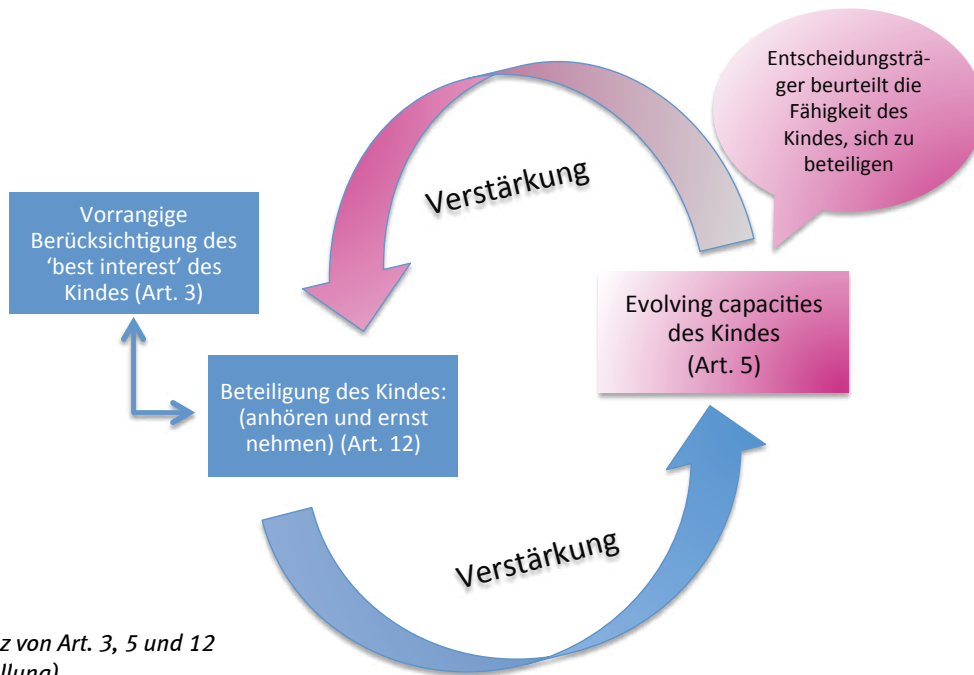 Entscheidungsträ-
ger beurteilt die
Fähigkeit des
Kindes, sich zu
beteiligen
Verstärkung
Vorrangige
Berücksichtigung des
‘best interest’ des
Kindes (Art. 3)
Evolving capacities
des Kindes
(Art. 5)
Beteiligung des Kindes:
(anhören und ernst
nehmen) (Art. 12)
Verstärkung
z von Art. 3, 5 und 12
llung)